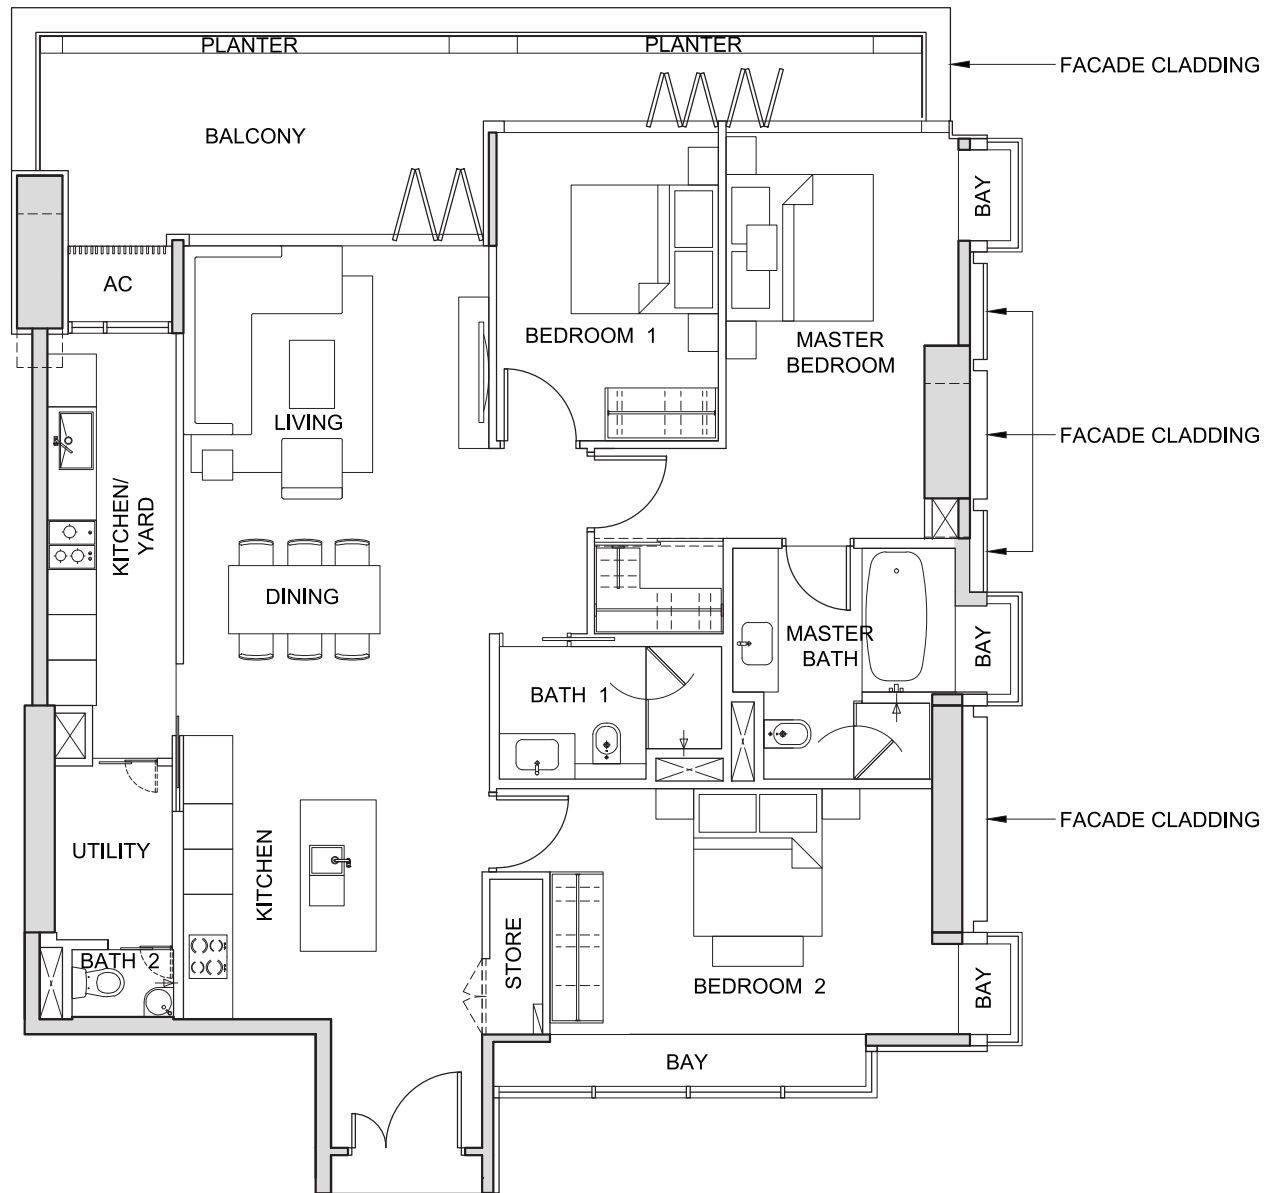 PLANTER
PLANTER
FACADE CLADDING
BALCONY
BAY
AC
BEDROOM 1
MASTER
BEDROOM
LIVING
FACADE CLADDING
KITCHEN/
YARD
DINING
MASTER
BATH
BAY
BATH 1
FACADE CLADDING
UTILITY
KITCHEN
STORE
BATH 2
BEDROOM 2
BAY
BAY